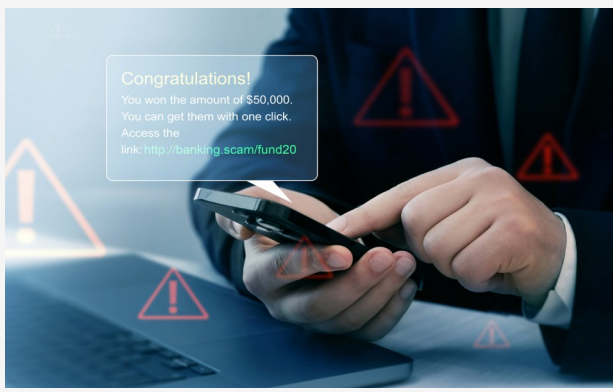 Congratulations!
You won the amount of $50,000.
You can get them with one click.
Access the
link: http://banking.scam/fund20